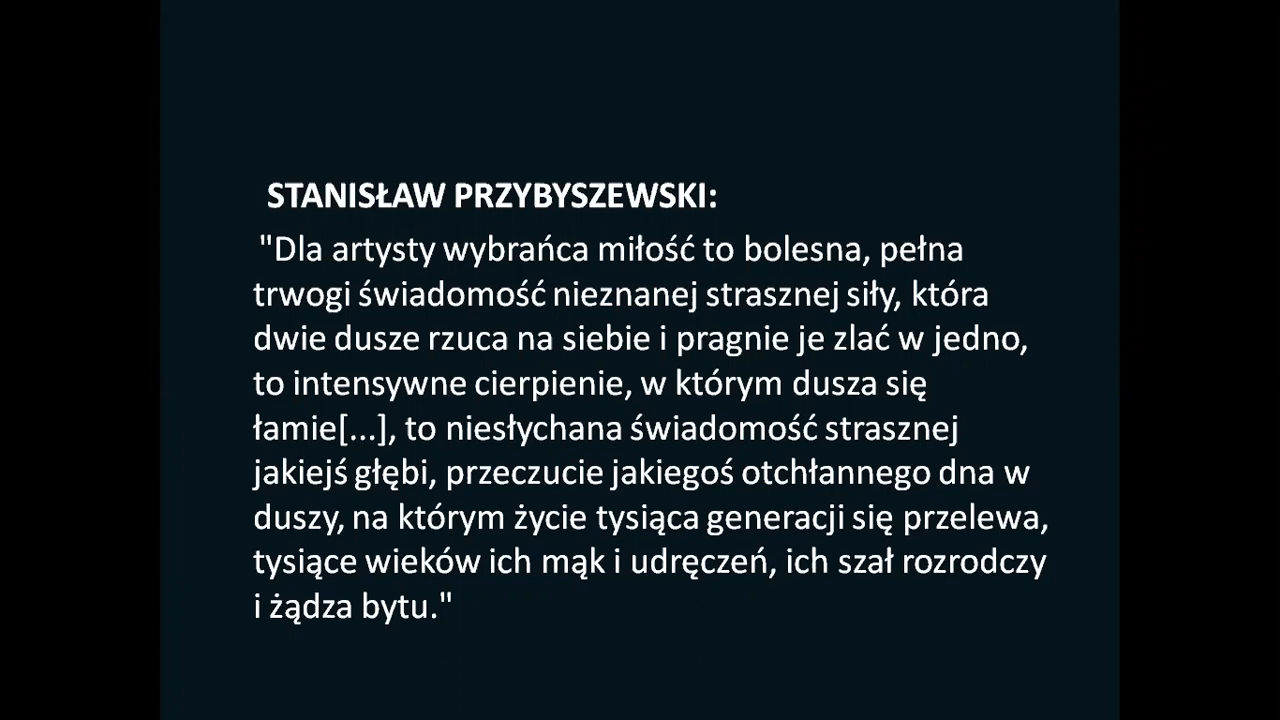 STANISŁAW PRZYBYSZEWSKI:
"Dla artysty wybrańca miłość to bolesna, pełna
trwogi świadomość nieznanej strasznej siły, która
dwie dusze rzuca na siebie i pragnie je zlać w jedno,
to intensywne cierpienie, w którym dusza się
łamie[...], to niesłychana świadomość strasznej
jakiejś głębi, przeczucie jakiegoś otchłannego dna w
duszy, na którym życie tysiąca generacji się przelewa,
tysiące wieków ich mąk i udręczeń, ich szał rozrodczy
i żądza bytu."